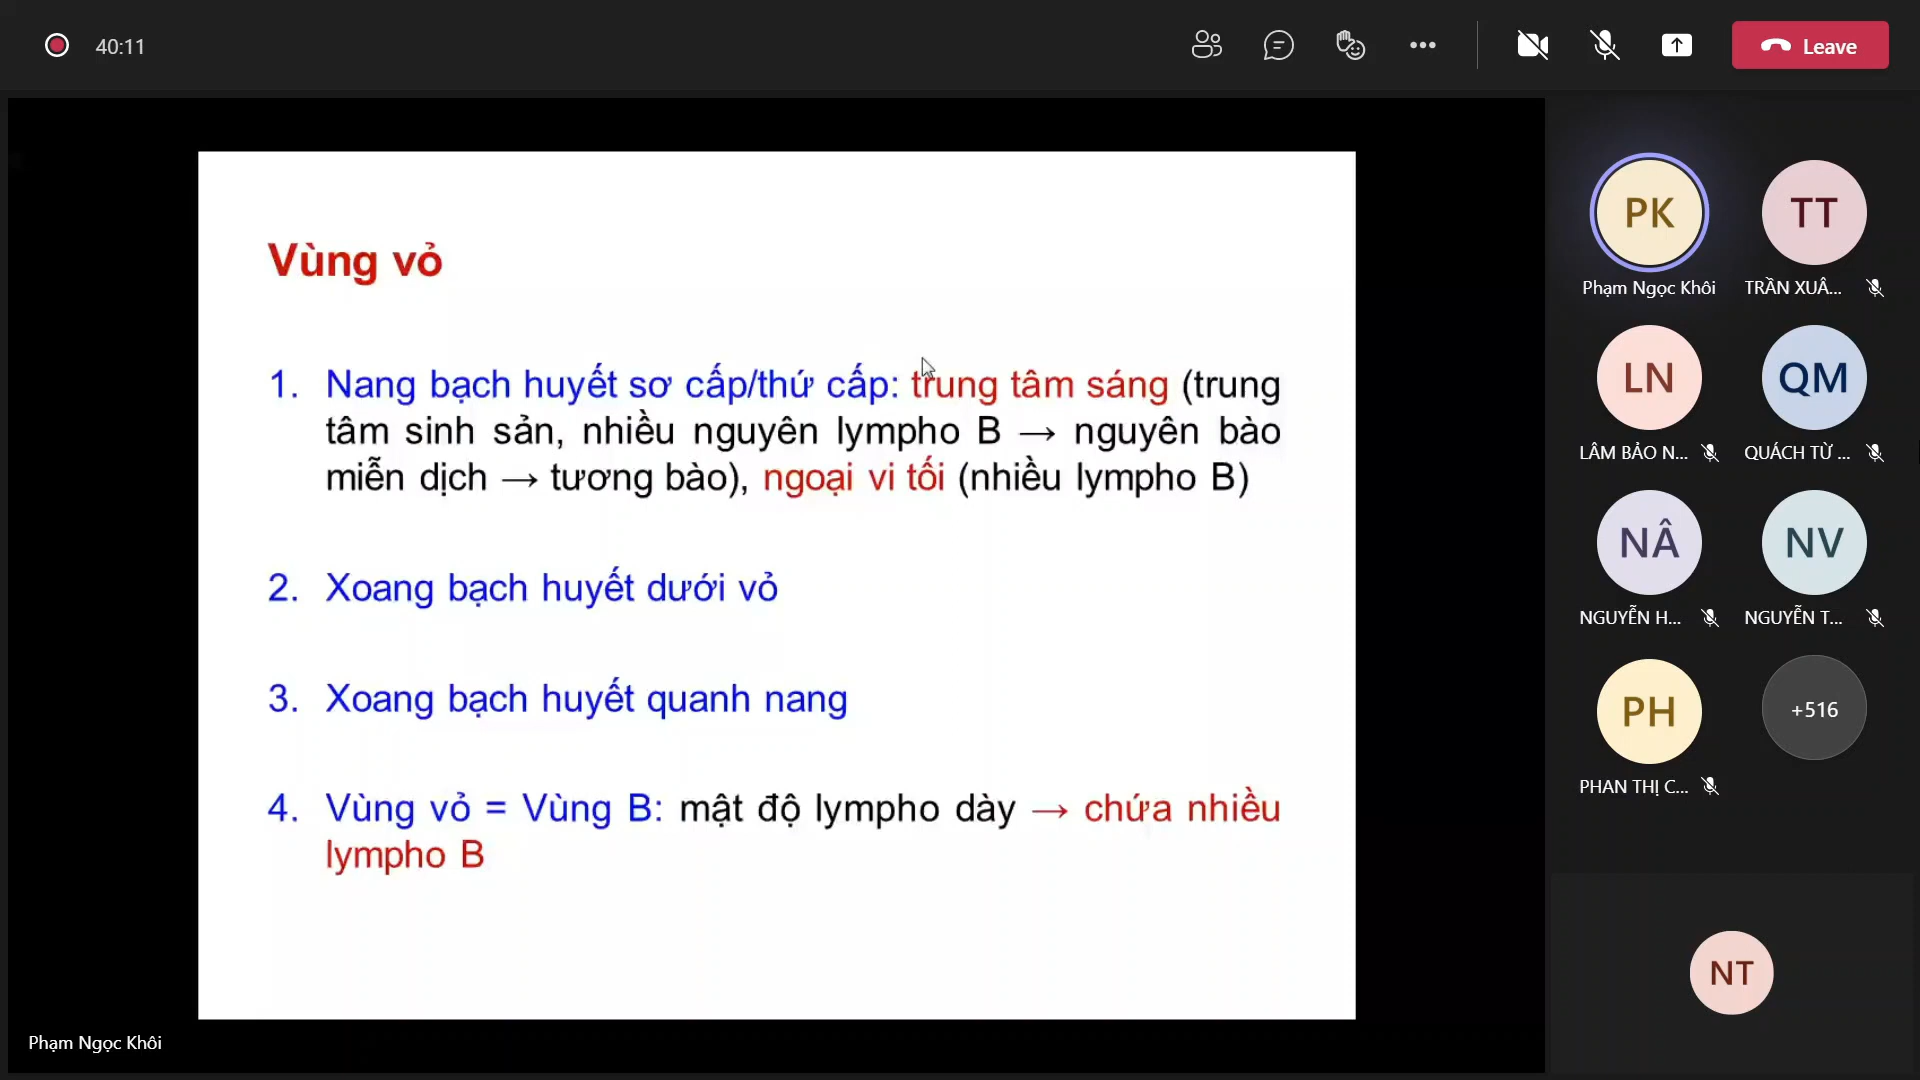 40:11
Leave
Vùng vỏ
1. Nang bạch huyết sơ cấp/thứ cấp: trung tâm sáng (trung
tâm sinh sản, nhiều nguyên lympho B → nguyên bào
miễn dịch → tương bào), ngoại vi tối (nhiều lympho B)
2. Xoang bạch huyết dưới vỏ
3. Xoang bạch huyết quanh nang
4. Vùng vỏ = Vùng B: mật độ lympho dày → chứa nhiều
lympho B
Phạm Ngọc Khôi
PK
TT
Phạm Ngọc Khôi
TRẦN XUÂ...
LN
QM
LÂM BẢO N...
QUÁCH TỪ ...
NÂ
NV
NGUYỄN H...
NGUYỄN T...
PH
+516
PHAN THỊ C...
NT